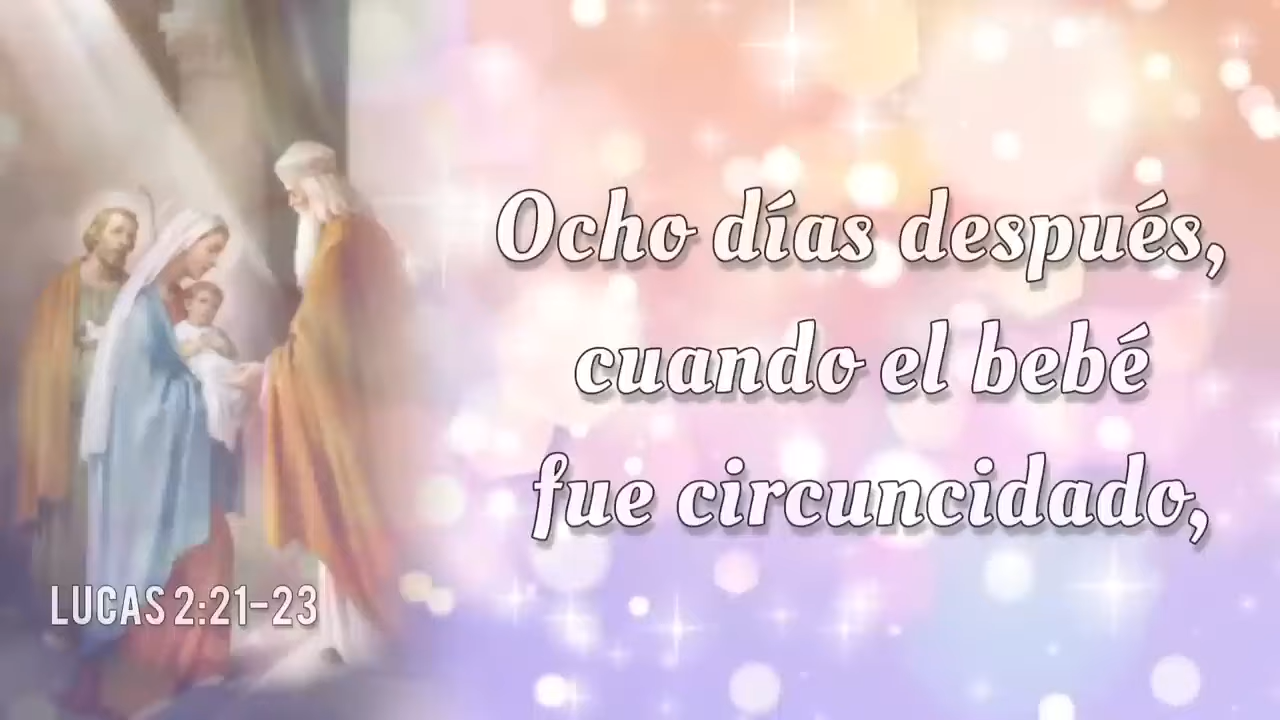 Ocho días después,
cuando el bebé
fue circuncidado,
LUCAS 2:21-23